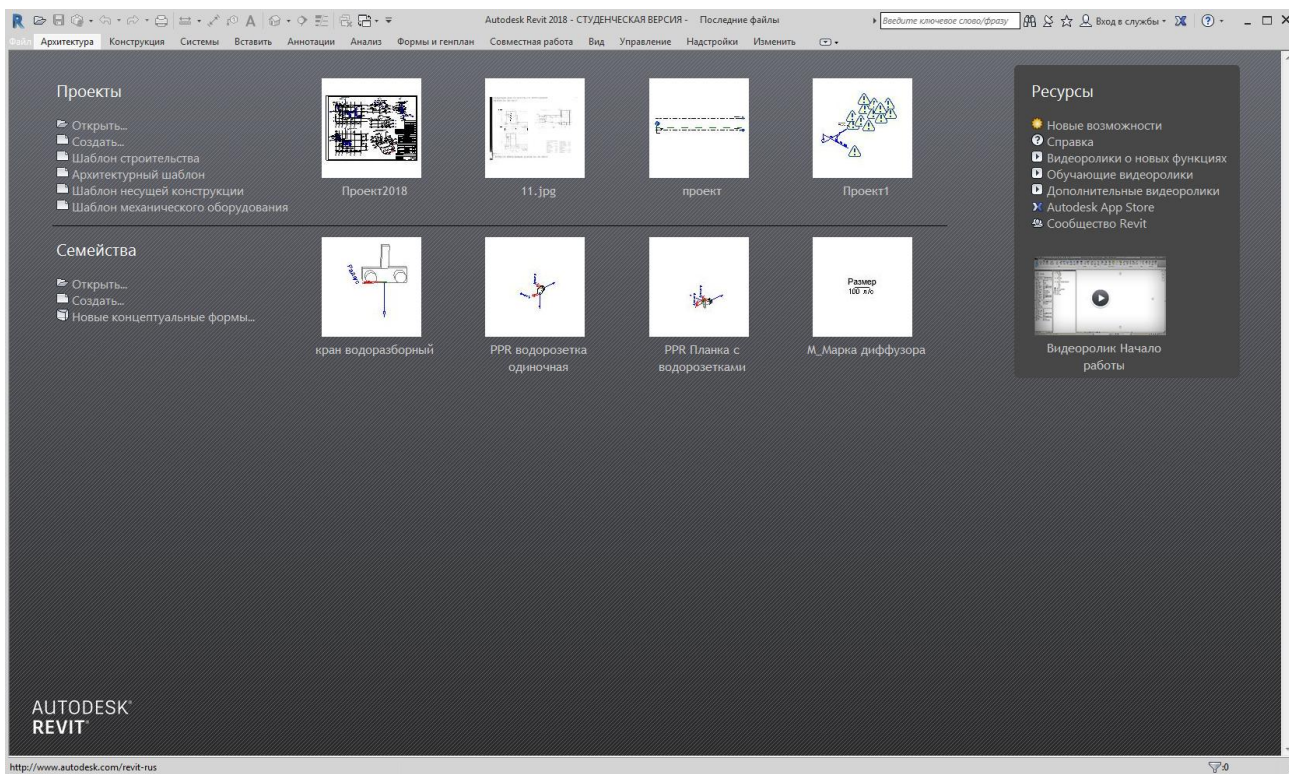 Autodesk Revit 2018 - СТУДЕНЧЕСКАЯ ВЕРСИЯ - Последние файлы
Введите ключевое слово/фразу
Вход в службы
Файл Архитектура Конструкция Системы Вставить Аннотации Анализ Формы и генплан Совместная работа Вид Управление Надстройки Изменить
Проекты
Открыть...
Создать...
Шаблон строительства
Архитектурный шаблон
Шаблон несущей конструкции
Шаблон механического оборудования
Проект2018
11.jpg
проект
Проект1
Семейства
Открыть...
Создать...
Новые концептуальные формы...
Радиус
кран водоразборный
PPR водорозетка
одиночная
PPR Планка с
водорозетками
Размер
100 л/с
М_Марка диффузора
Ресурсы
Новые возможности
Справка
Видеоролики о новых функциях
Обучающие видеоролики
Дополнительные видеоролики
Autodesk App Store
Сообщество Revit
Видеоролик Начало
работы
AUTODESK®
REVIT®
http://www.autodesk.com/revit-rus
:0